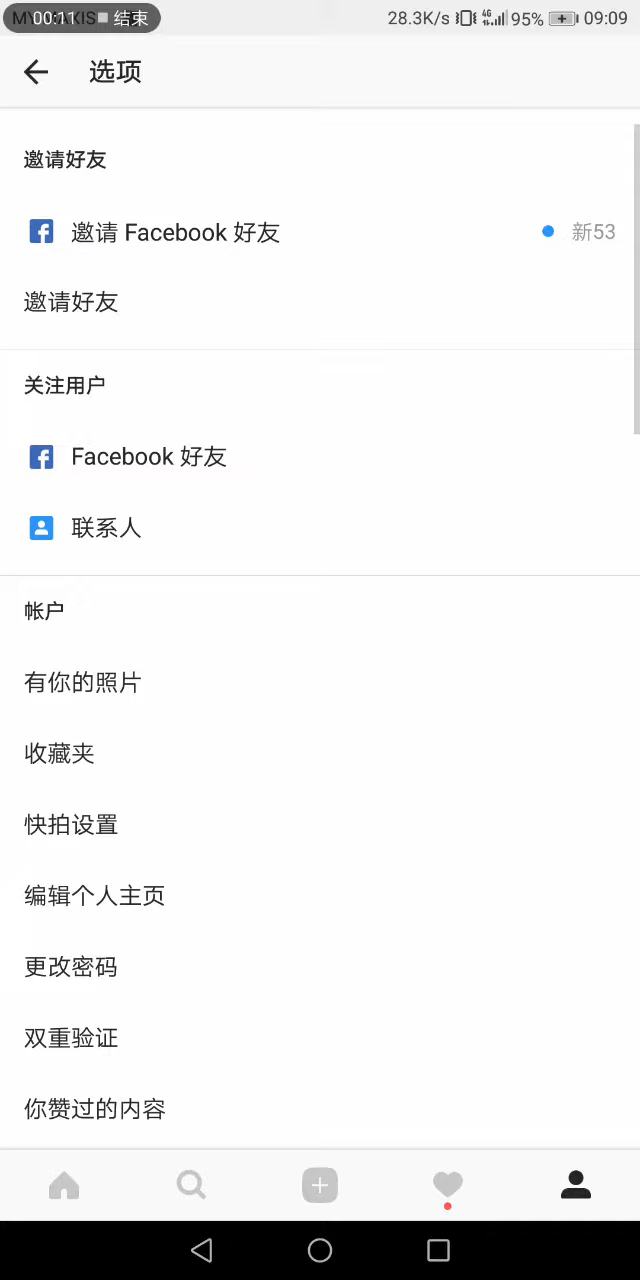 00:11 结束 28.3K/s 4G 95% 09:09
选项
邀请好友
邀请 Facebook 好友 新53
邀请好友
关注用户
Facebook 好友
联系人
帐户
有你的照片
收藏夹
快拍设置
编辑个人主页
更改密码
双重验证
你赞过的内容